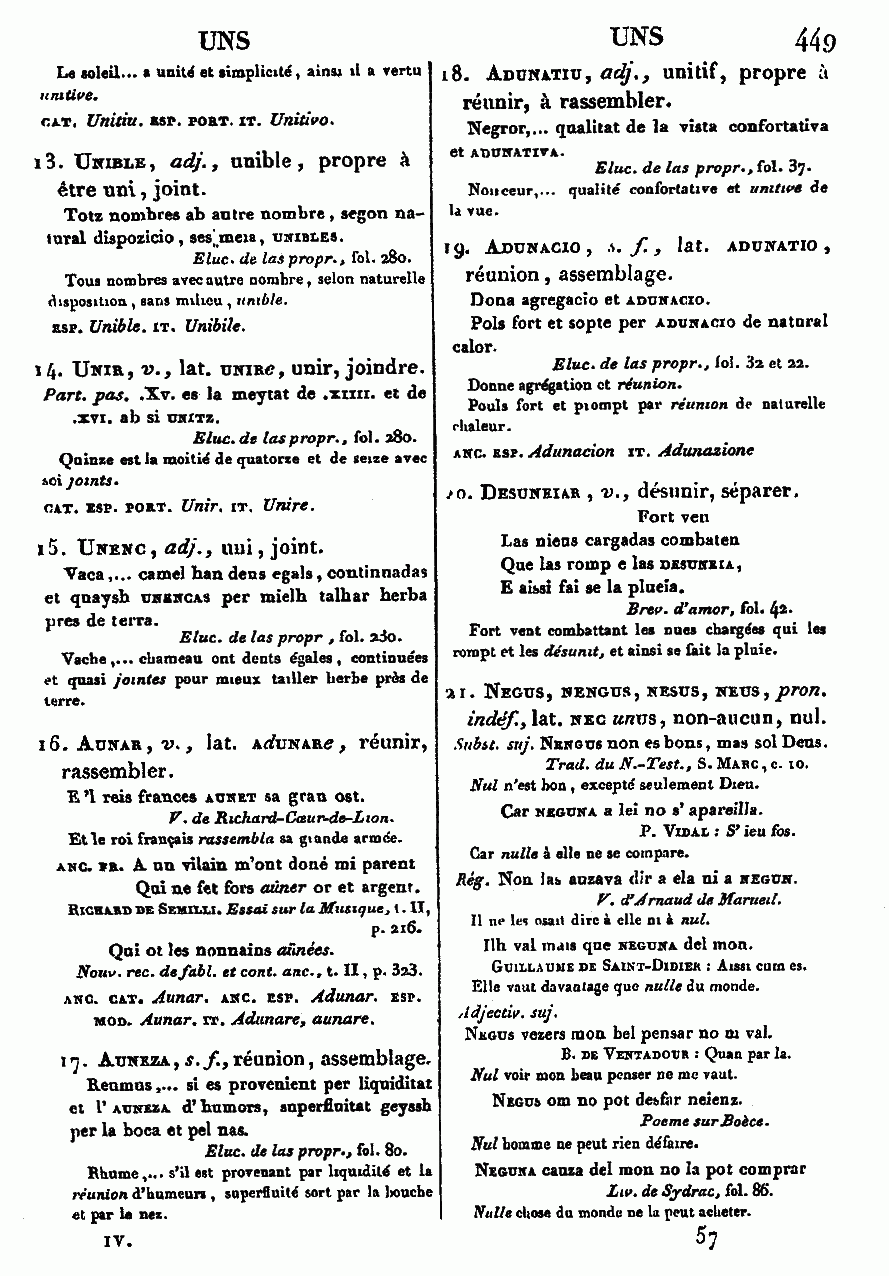 UNS
UNS 449
Le soleil... a unité et simplicité, ainsi il a vertu
unitive.
CAT. Unitiu. ESP. PORT. IT. Unitivo.
13. Unible, adj., unible, propre à
être uni, joint.
Totz nombres ab autre nombre, segon na-
tural dispozicio, ses meia, UNIBLES.
Eluc. de las propr., fol. 280.
Tous nombres avec autre nombre, selon naturelle
disposition, sans milieu, unible.
ESP. Unible. IT. Unibile.
14. Unir, v., lat. UNIRe, unir, joindre.
Part. pas. .Xv. es la meytat de .XIIII. et de
.XVI. ab si UNITZ.
Eluc. de las propr., fol. 280.
Quinze est la moitié de quatorze et de seize avec
soi joints.
CAT. ESP. PORT. Unir. IT. Unire.
15. Unenc, adj., uni, joint.
Vaca,... camel han dens egals, continnadas
et quaysh UNENCAS per mielh talhar herba
pres de terra.
Eluc. de las propr, fol. 230.
Vache,... chameau ont dents égales, continuées
et quasi jointes pour mieux tailler herbe près de
terre.
16. Aunar, v., lat. AdUNARe, réunir,
rassembler.
E 'l reis frances AUNET sa gran ost.
V. de Richard-Cœur-de-Lion.
Et le roi français rassembla sa grande armée.
ANC. FR. A un vilain m'ont doné mi parent
Qui ne fet fors aüner or et argent.
Richard de Semilli. Essai sur la Musique, t. II,
p. 216.
Qui ot les nonnains aünées.
Nouv. rec. de fabl. et cont. anc., t. II, p. 323.
ANC. CAT. Aunar. ANC. ESP. Adunar. ESP.
MOD. Aunar. IT. Adunare, aunare.
17. Auneza, s. f., réunion, assemblage.
Reumas,... si es provenient per liquiditat
et l' AUNEZA d' humors, superfluitat geyssh
per la boca et pel nas.
Eluc. de las propr., fol. 80.
Rhume,... s'il est provenant par liquidité et la
réunion d'humeurs, superfluité sort par la bouche
et par le nez.
IV.
18. Adunatiu, adj., unitif, propre à
réunir, à rassembler.
Negror,... qualitat de la vista confortativa
et ADUNATIVA.
Eluc. de las propr., fol. 37.
Noirceur,... qualité confortative et unitive de
la vue.
19. Adunacio, s. f., lat. ADUNATIO,
réunion, assemblage.
Dona agregacio et ADUNACIO.
Pols fort et sopte per ADUNACIO de natural
calor.
Eluc. de las propr., fol. 32 et 22.
Donne agrégation et réunion.
Pouls fort et prompt par réunion de naturelle
chaleur.
ANC. ESP. Adunacion IT. Adunazione
20. Desuneiar, v., désunir, séparer.
Fort ven
Las nieus cargadas combaten
Que las romp e las DESUNEIA,
E aissi fai se la plueia.
Brev. d'amor, fol. 42.
Fort vent combattant les nues chargées qui les
rompt et les désunit, et ainsi se fait la pluie.
21. Negus, NENGUS, NESUS, NEUS, pron.
indéf., lat. NEC unUS, non-aucun, nul.
Subst. suj. Nengus non es bons, mas sol Deus.
Trad. du N.-Test., S. Marc, c. 10.
Nul n'est bon, excepté seulement Dieu.
Car NEGUNA a lei no s' apareilla.
P. Vidal : S' ieu fos.
Car nulle à elle ne se compare.
Rég. Non las auzava dir a ela ni a NEGUN.
V. d'Arnaud de Marueil.
Il ne les osait dire à elle ni à nul.
Ilh val mais que NEGUNA del mon.
Guillaume de Saint-Didier : Aissi cum es.
Elle vaut davantage que nulle du monde.
Adjectiv. suj.
Negus vezers mon bel pensar no m val.
B. de Ventadour : Quan par la.
Nul voir mon beau penser ne me vaut.
Negus om no pot desfar neienz.
Poeme sur Boèce.
Nul homme ne peut rien défaire.
Neguna cauza del mon no la pot comprar
Liv. de Sydrac, fol. 86.
Nulle chose du monde ne la peut acheter.
57